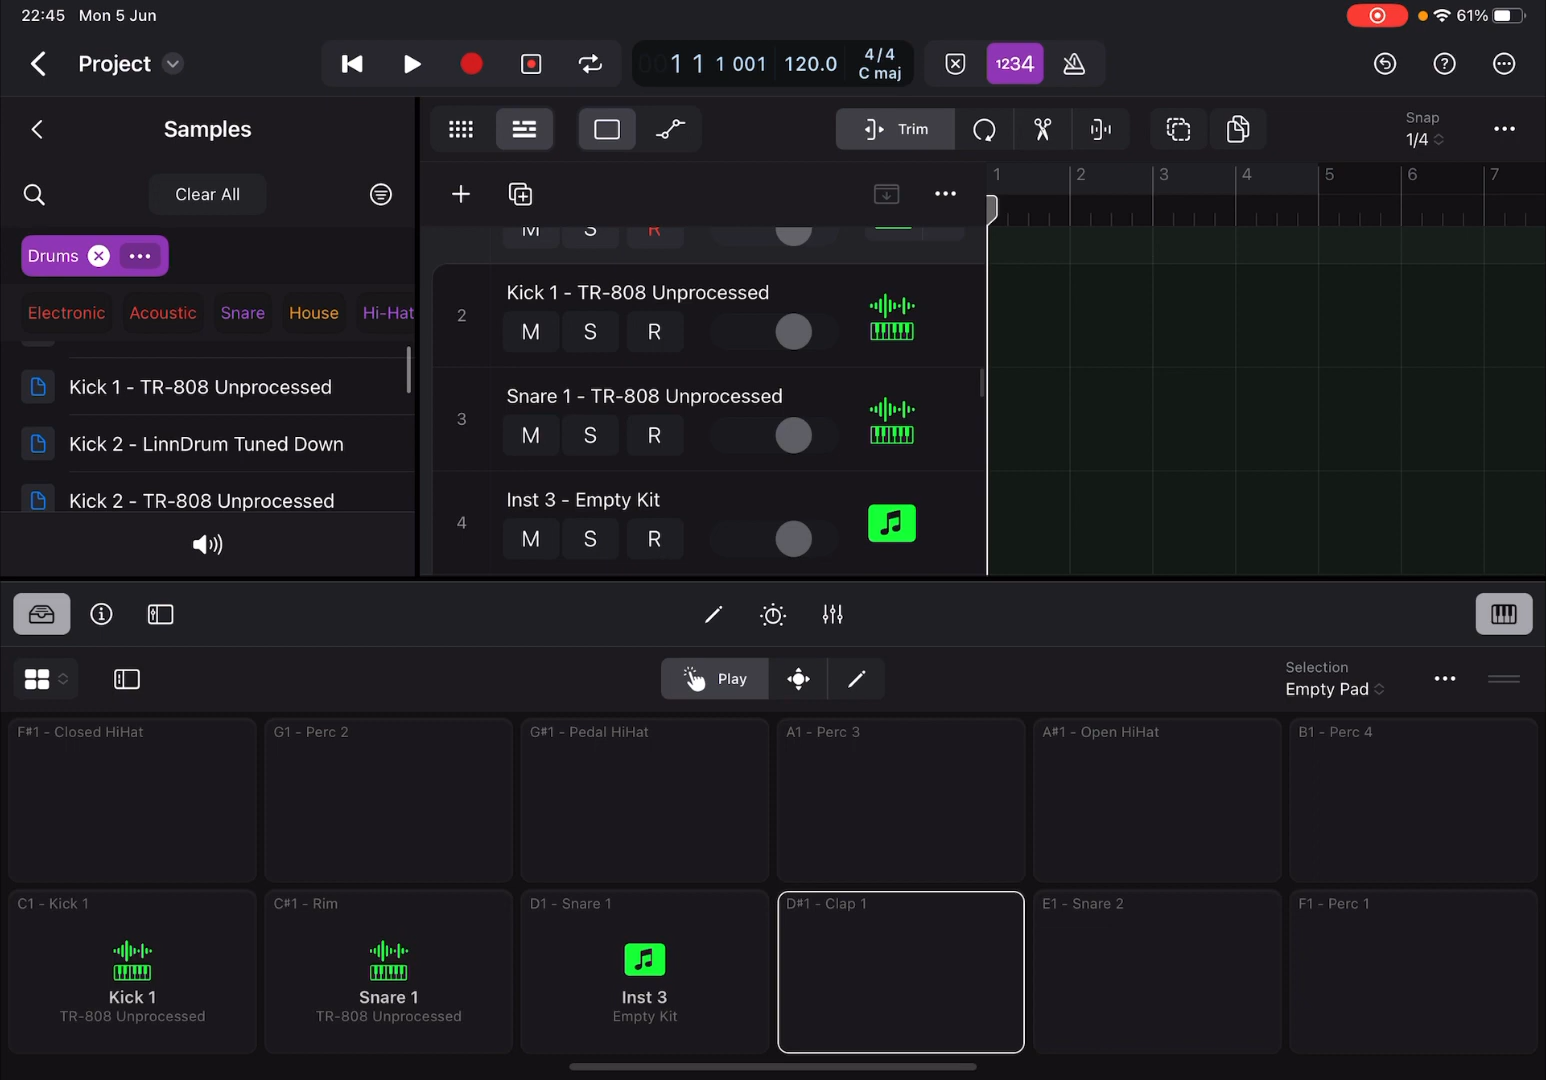 22:45 Mon 5 Jun
61%
Project
1 1 1 001
120.0
4/4
C maj
1234
Samples
Clear All
Drums
Electronic
Acoustic
Snare
House
Hi-Hat
Kick 1 - TR-808 Unprocessed
Kick 2 - LinnDrum Tuned Down
Kick 2 - TR-808 Unprocessed
Trim
Snap
1/4
1 2 3 4 5 6 7
M S R
2
Kick 1 - TR-808 Unprocessed
M S R
3
Snare 1 - TR-808 Unprocessed
M S R
4
Inst 3 - Empty Kit
M S R
Play
Selection
Empty Pad
F#1 - Closed HiHat
G1 - Perc 2
G#1 - Pedal HiHat
A1 - Perc 3
A#1 - Open HiHat
B1 - Perc 4
C1 - Kick 1
Kick 1
TR-808 Unprocessed
C#1 - Rim
Snare 1
TR-808 Unprocessed
D1 - Snare 1
Inst 3
Empty Kit
D#1 - Clap 1
E1 - Snare 2
F1 - Perc 1